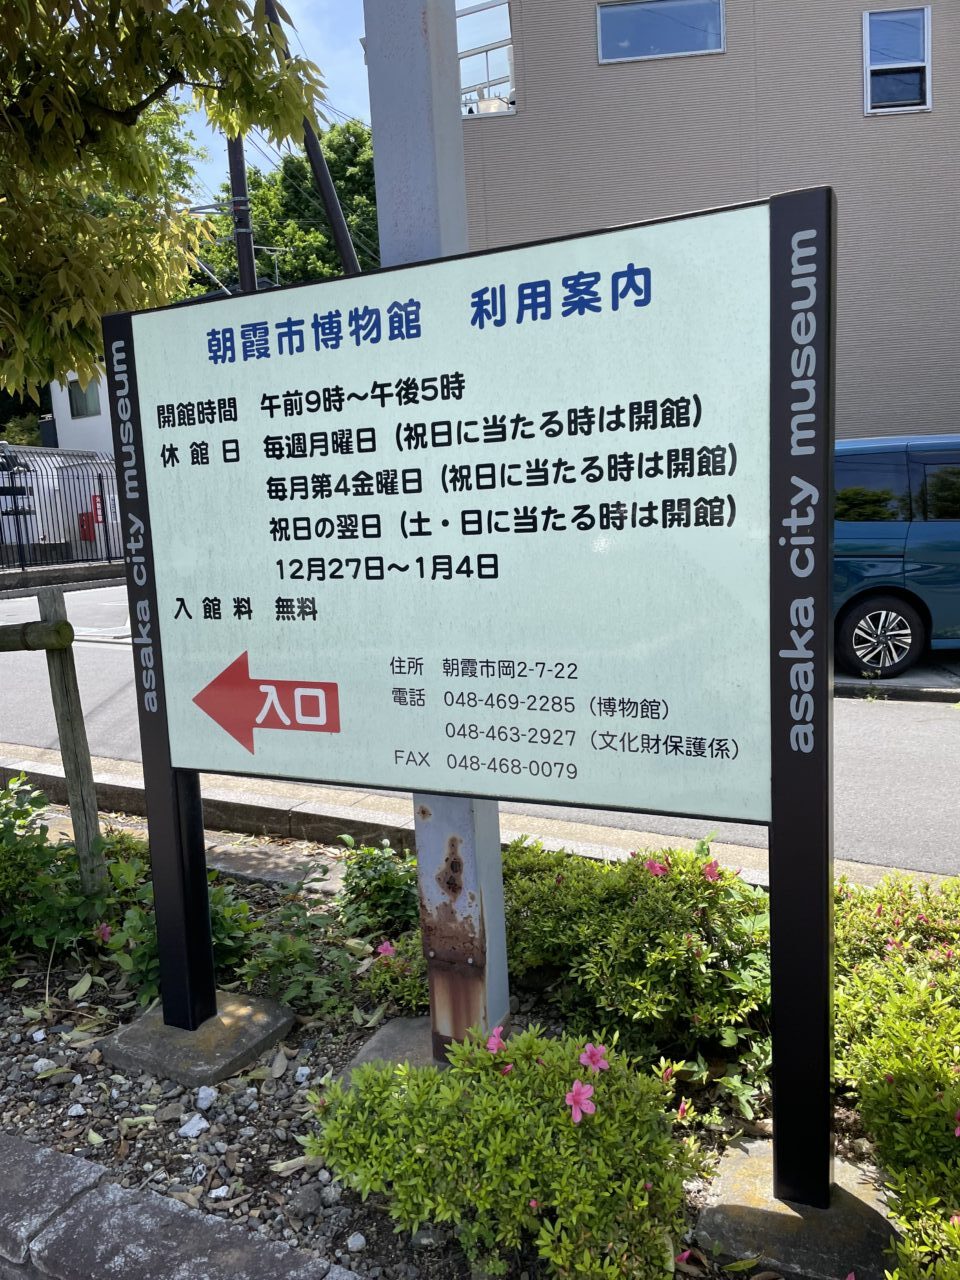 朝霞市博物館 利用案内
開館時間 午前9時～午後5時
休館日 毎週月曜日（祝日に当たる時は開館）
毎月第4金曜日（祝日に当たる時は開館）
祝日の翌日（土・日に当たる時は開館）
12月27日～1月4日
入館料 無料
入口
住所 朝霞市岡2-7-22
電話 048-469-2285（博物館）
048-463-2927（文化財保護係）
FAX 048-468-0079
asaka city museum
asaka city museum